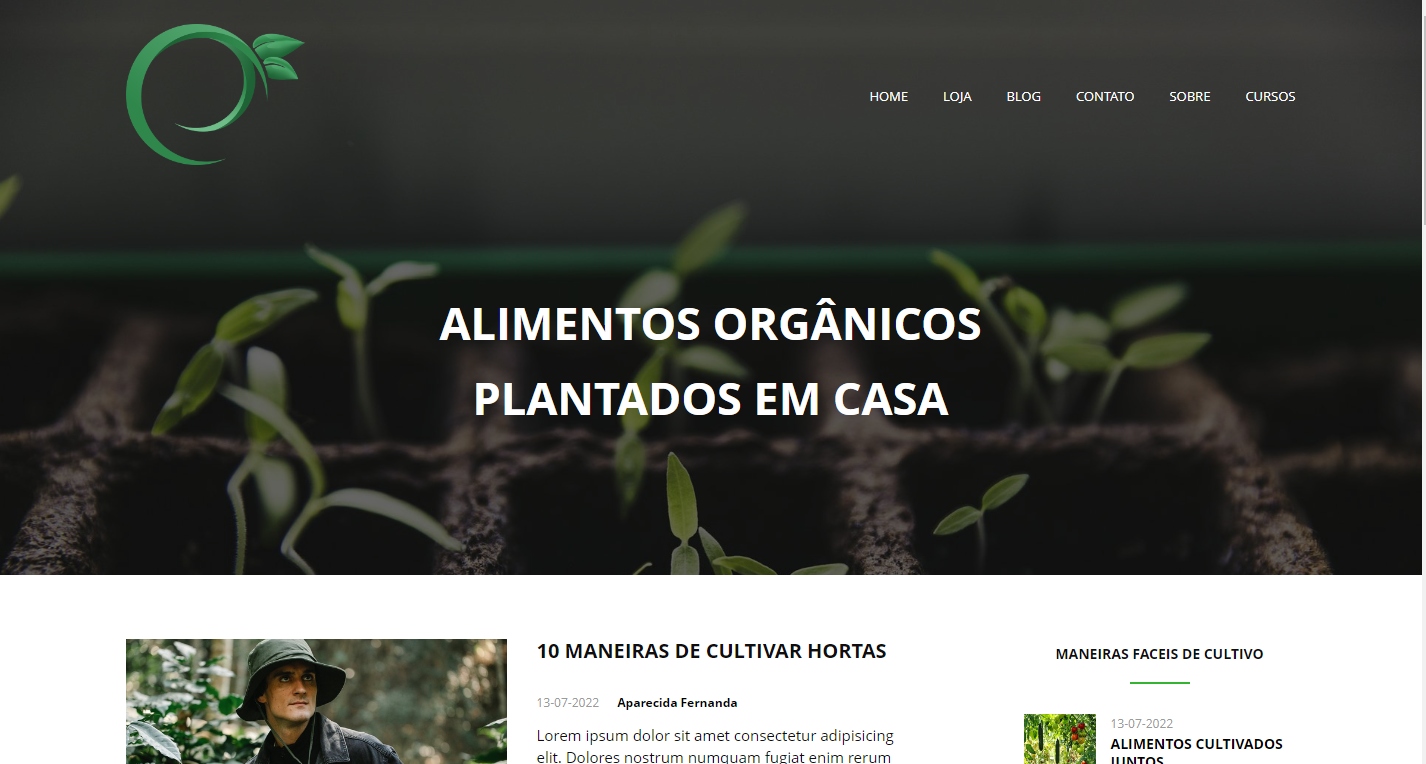 HOME LOJA BLOG CONTATO SOBRE CURSOS
ALIMENTOS ORGÂNICOS
PLANTADOS EM CASA
10 MANEIRAS DE CULTIVAR HORTAS
13-07-2022 Aparecida Fernanda
Lorem ipsum dolor sit amet consectetur adipisicing
elit. Dolores nostrum numquam fugiat enim rerum
MANEIRAS FACEIS DE CULTIVO
13-07-2022
ALIMENTOS CULTIVADOS
JUNTOS